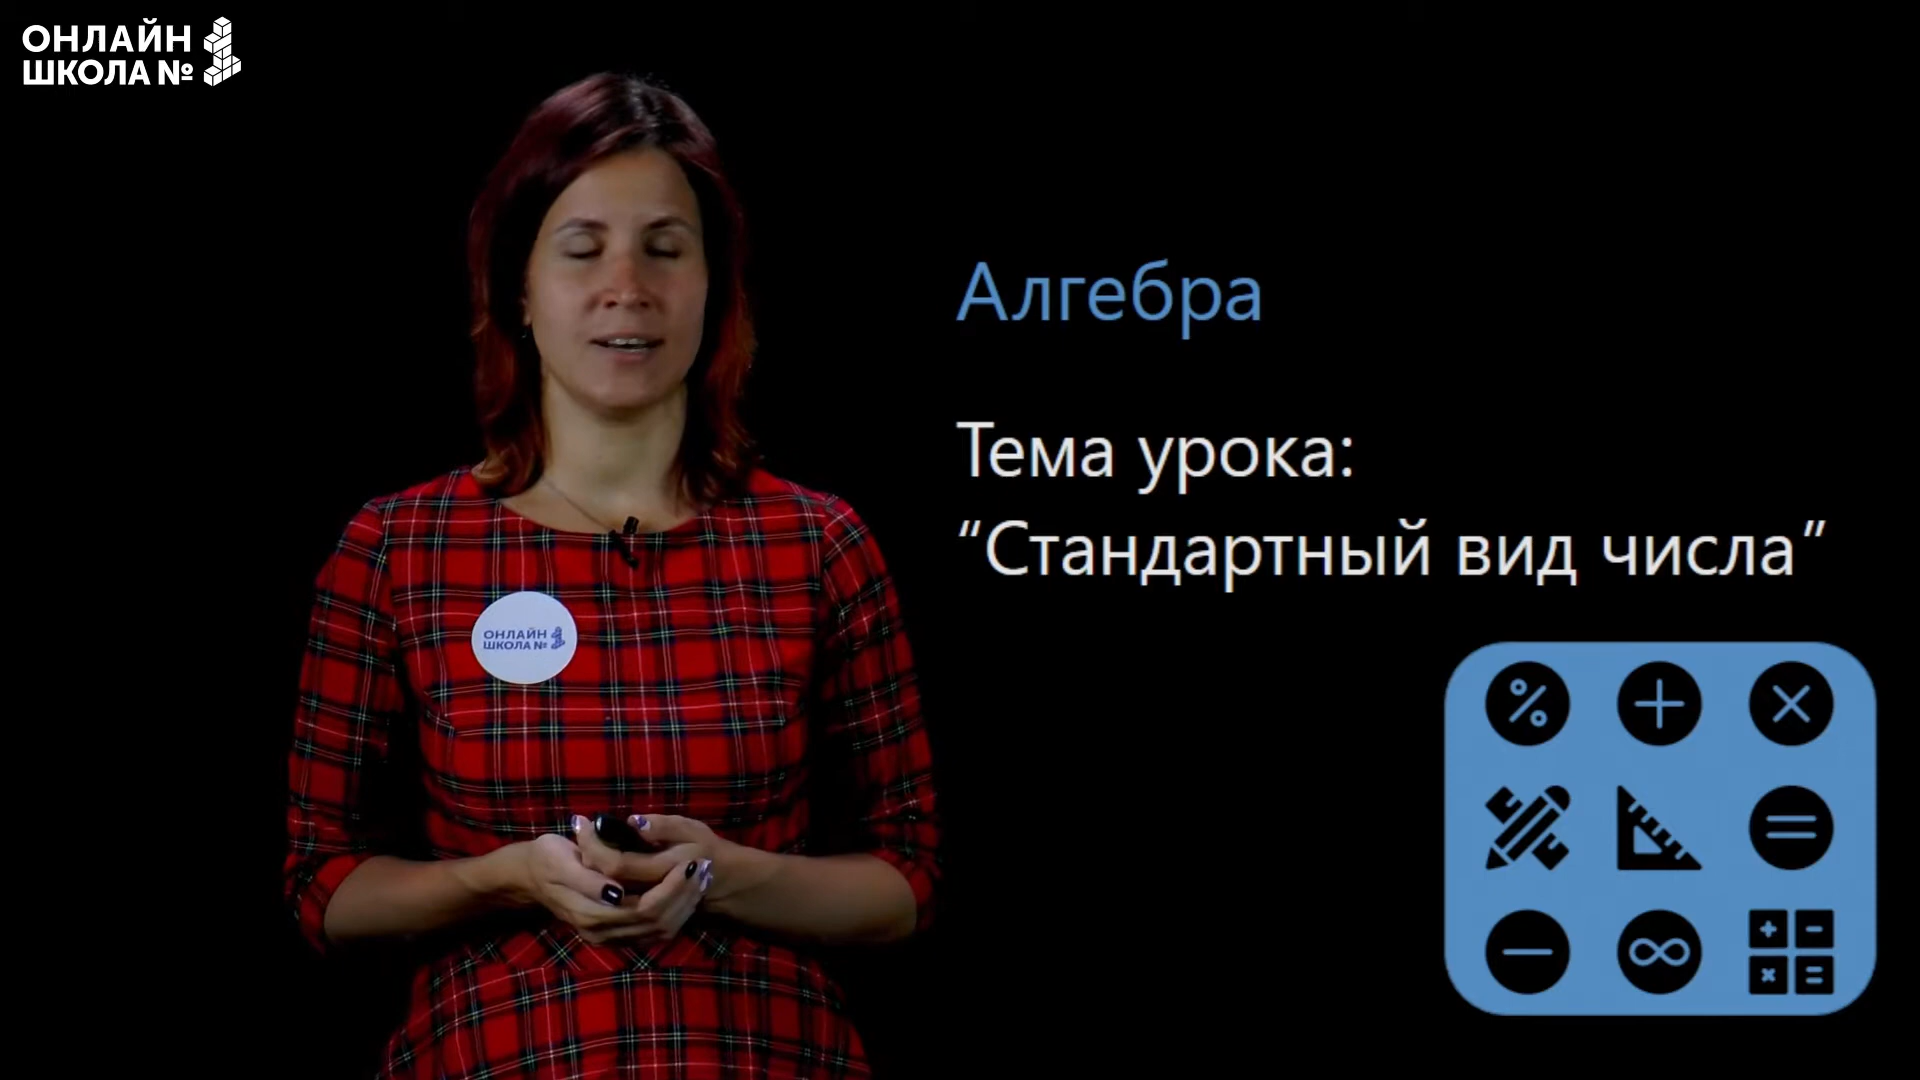 ОНЛАЙН
ШКОЛА №
Алгебра
Тема урока:
“Стандартный вид числа”
ОНЛАЙН
ШКОЛА №